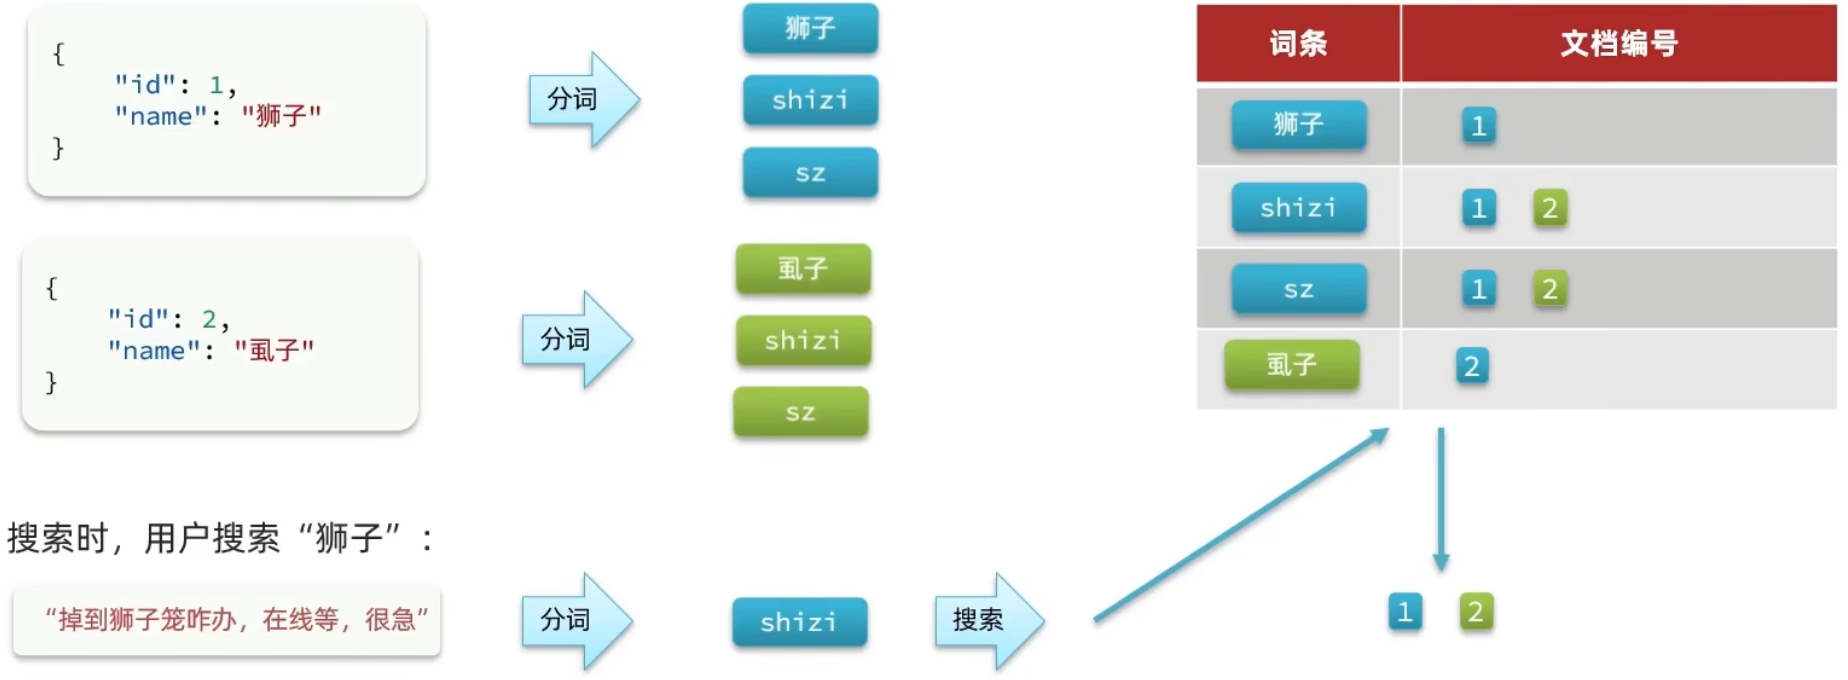 {
"id": 1,
"name": "狮子"
}
分词
狮子
shizi
sz
{
"id": 2,
"name": "虱子"
}
分词
虱子
shizi
sz
词条 文档编号
狮子 1
shizi 1 2
sz 1 2
虱子 2
搜索时，用户搜索“狮子”：
“掉到狮子笼咋办，在线等，很急”
分词
shizi
搜索
1 2